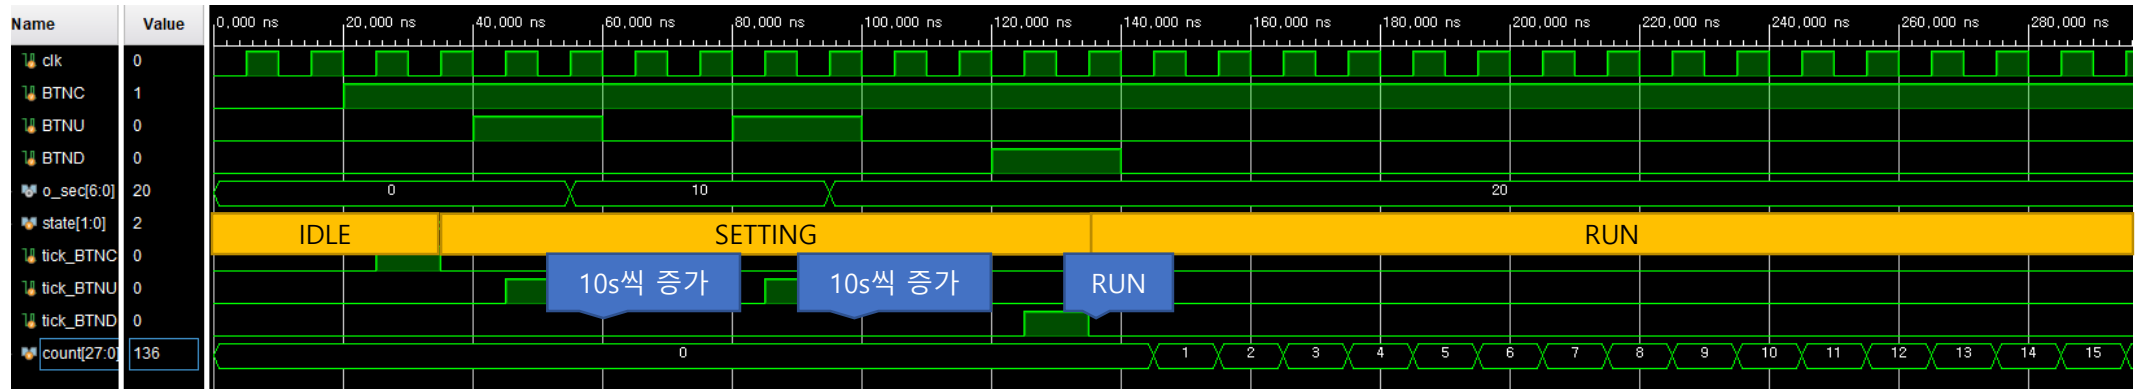 Name Value 0,000 ns 20,000 ns 40,000 ns 60,000 ns 80,000 ns 100,000 ns 120,000 ns 140,000 ns 160,000 ns 180,000 ns 200,000 ns 220,000 ns 240,000 ns 260,000 ns 280,000 ns
clk 0
BTNC 1
BTNU 0
BTND 0
o_sec[6:0] 20 0 10 20
state[1:0] 2 IDLE SETTING RUN
tick_BTNC 0
tick_BTNU 0 10s씩 증가 10s씩 증가 RUN
tick_BTND 0
count[27:0] 136 0 1 2 3 4 5 6 7 8 9 10 11 12 13 14 15